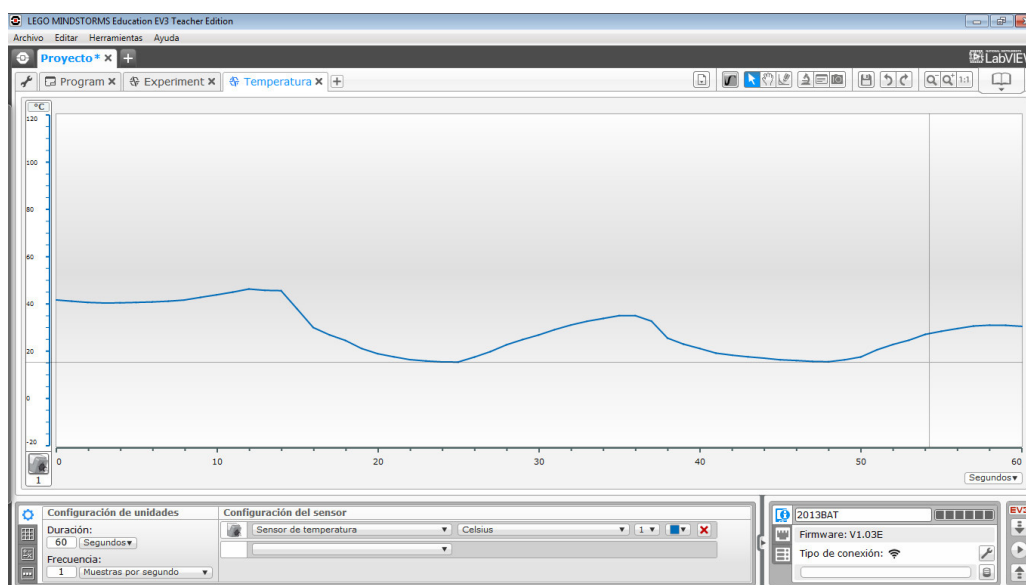 LEGO MINDSTORMS Education EV3 Teacher Edition
Archivo Editar Herramientas Ayuda
Proyecto* × +
LabVIEW
Program × Experiment × Temperatura × +
1:1
°C
120
100
80
60
40
20
0
-20
1
0 10 20 30 40 50 60
Segundos
Configuración de unidades
Duración:
60 Segundos
Frecuencia:
1 Muestras por segundo
Configuración del sensor
Sensor de temperatura Celsius 1
2013BAT
Firmware: V1.03E
Tipo de conexión:
EV3